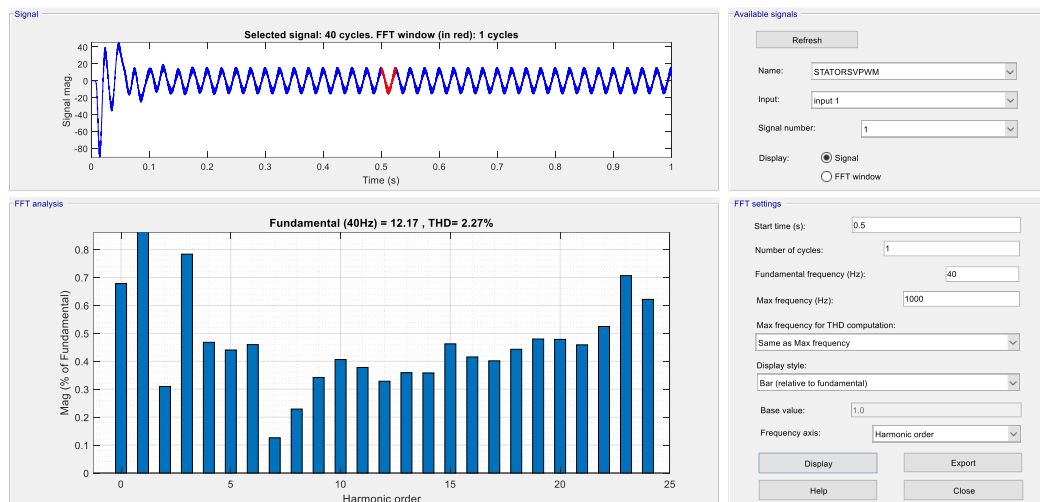 Signal
Selected signal: 40 cycles. FFT window (in red): 1 cycles
40
20
0
-20
-40
-60
-80
Signal mag.
0
0.1
0.2
0.3
0.4
0.5
0.6
0.7
0.8
0.9
1
Time (s)
Available signals
Refresh
Name:
STATORSVPWM
Input:
input 1
Signal number:
1
Display:
Signal
FFT window
FFT analysis
Fundamental (40Hz) = 12.17 , THD= 2.27%
0.8
0.7
0.6
0.5
0.4
0.3
0.2
0.1
0
Mag (% of Fundamental)
0
5
10
15
20
25
Harmonic order
FFT settings
Start time (s):
0.5
Number of cycles:
1
Fundamental frequency (Hz):
40
Max frequency (Hz):
1000
Max frequency for THD computation:
Same as Max frequency
Display style:
Bar (relative to fundamental)
Base value:
1.0
Frequency axis:
Harmonic order
Display
Export
Help
Close